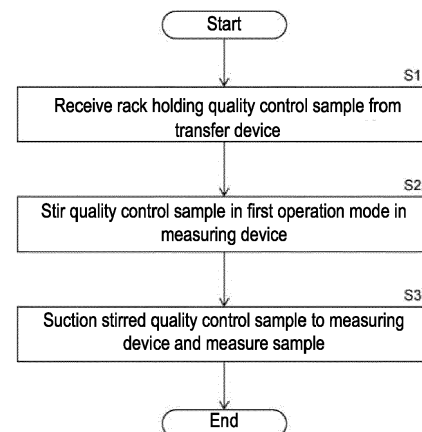 Start
S1
Receive rack holding quality control sample from
transfer device
S2
Stir quality control sample in first operation mode in
measuring device
S3
Suction stirred quality control sample to measuring
device and measure sample
End